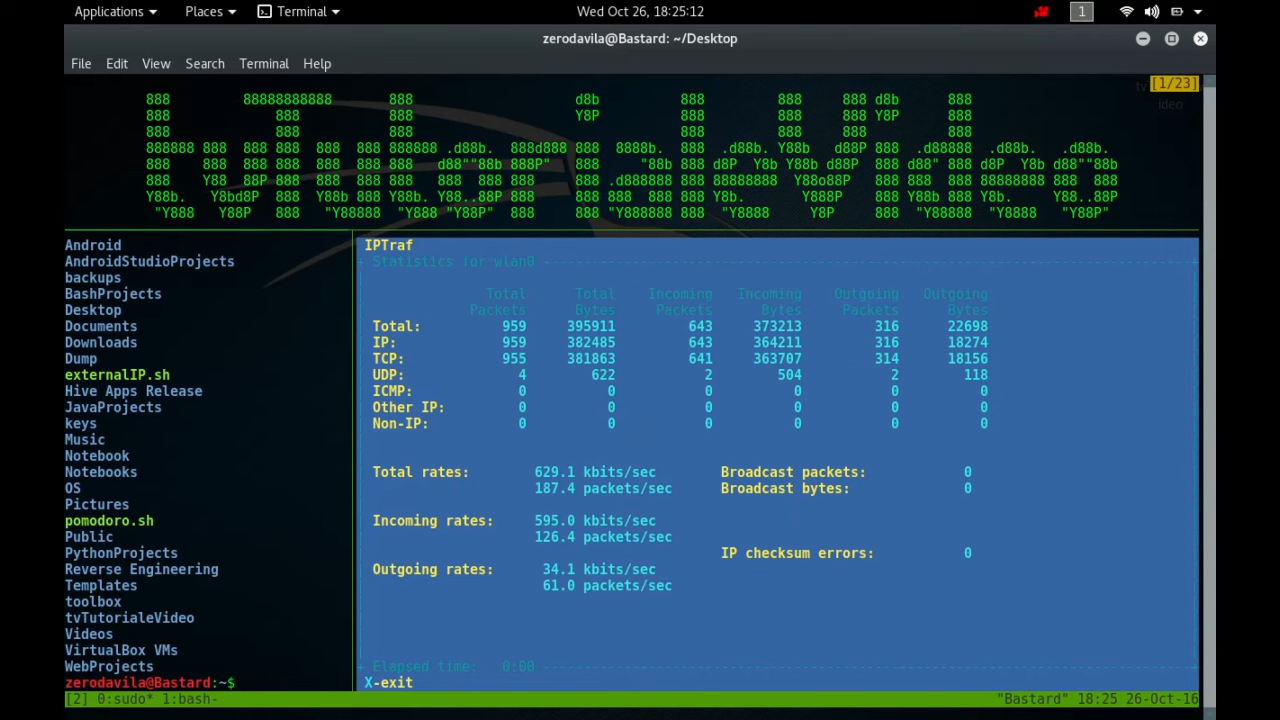 Applications Places Terminal Wed Oct 26, 18:25:12 1
zerodavila@Bastard: ~/Desktop
File Edit View Search Terminal Help
[1/23]
tvTutorialeVideo
Android
AndroidStudioProjects
backups
BashProjects
Desktop
Documents
Downloads
Dump
externalIP.sh
Hive Apps Release
JavaProjects
keys
Music
Notebook
Notebooks
OS
Pictures
pomodoro.sh
Public
PythonProjects
Reverse Engineering
Templates
toolbox
tvTutorialeVideo
Videos
VirtualBox VMs
WebProjects
zerodavila@Bastard:~$
IPTraf
Statistics for wlan0
Total Total Incoming Incoming Outgoing Outgoing
Packets Bytes Packets Bytes Packets Bytes
Total: 959 395911 643 373213 316 22698
IP: 959 382485 643 364211 316 18274
TCP: 955 381863 641 363707 314 18156
UDP: 4 622 2 504 2 118
ICMP: 0 0 0 0 0 0
Other IP: 0 0 0 0 0 0
Non-IP: 0 0 0 0 0 0
Total rates: 629.1 kbits/sec Broadcast packets: 0
187.4 packets/sec Broadcast bytes: 0
Incoming rates: 595.0 kbits/sec
126.4 packets/sec
IP checksum errors: 0
Outgoing rates: 34.1 kbits/sec
61.0 packets/sec
Elapsed time: 0:00
X-exit
[2] 0:sudo* 1:bash- "Bastard" 18:25 26-Oct-16